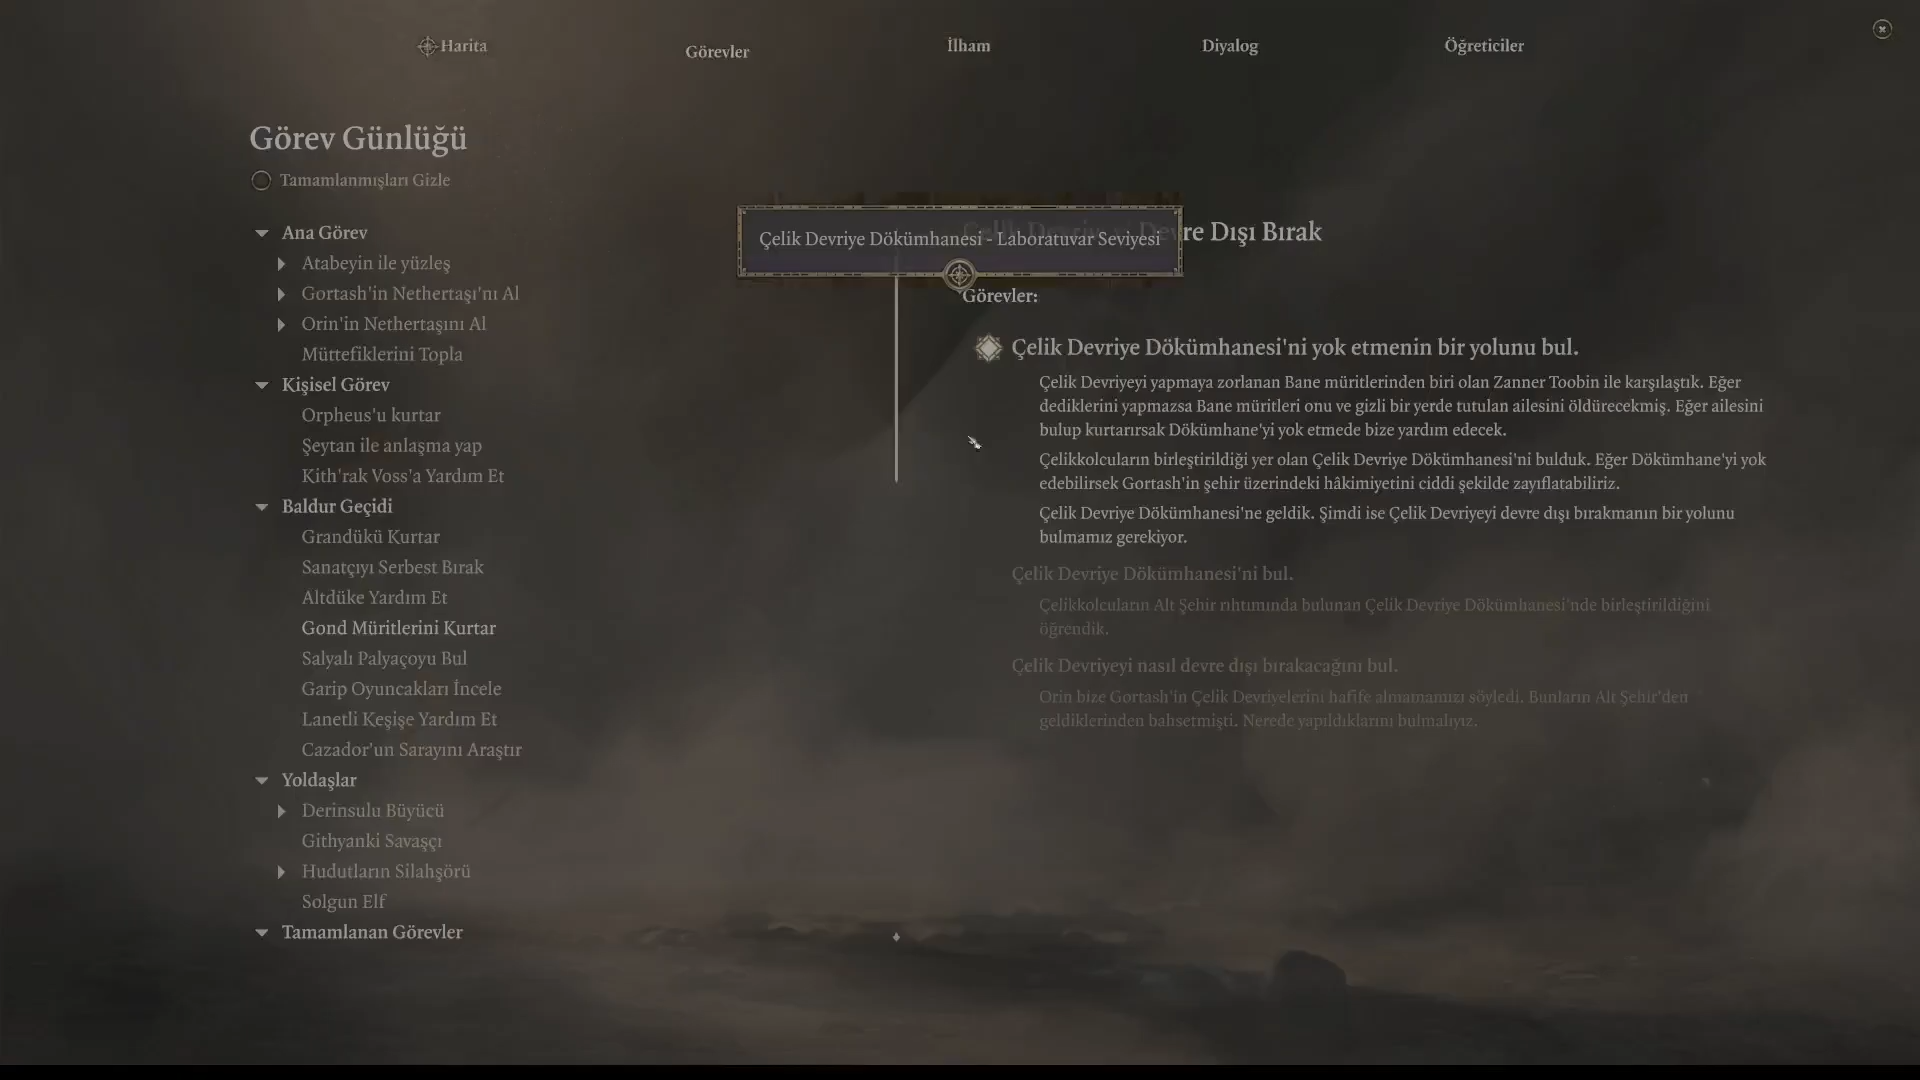 Harita
Görevler
İlham
Diyalog
Öğreticiler
Görev Günlüğü
Tamamlanmışları Gizle
Ana Görev
Atabeyin ile yüzleş
Gortash'in Nethertaşı'nı Al
Orin'in Nethertaşını Al
Müttefiklerini Topla
Kişisel Görev
Orpheus'u kurtar
Şeytan ile anlaşma yap
Kith'rak Voss'a Yardım Et
Baldur Geçidi
Grandükü Kurtar
Sanatçıyı Serbest Bırak
Altdüke Yardım Et
Gond Müritlerini Kurtar
Salyalı Palyaçoyu Bul
Garip Oyuncakları İncele
Lanetli Keşişe Yardım Et
Cazador'un Sarayını Araştır
Yoldaşlar
Derinsulu Büyücü
Githyanki Savaşçı
Hudutların Silahşörü
Solgun Elf
Tamamlanan Görevler
Çelik Devriye Dökümhanesi - Laboratuvar Seviyesi
Dışı Bırak
Görevler:
Çelik Devriye Dökümhanesi'ni yok etmenin bir yolunu bul.
Çelik Devriyeyi yapmaya zorlanan Bane müritlerinden biri olan Zanner Toobin ile karşılaştık. Eğer
dediklerini yapmazsa Bane müritleri onu ve gizli bir yerde tutulan ailesini öldürecekmiş. Eğer ailesini
bulup kurtarırsak Dökümhane'yi yok etmede bize yardım edecek.
Çelikkolcuların birleştirildiği yer olan Çelik Devriye Dökümhanesi'ni bulduk. Eğer Dökümhane'yi yok
edebilirsek Gortash'in şehir üzerindeki hâkimiyetini ciddi şekilde zayıflatabiliriz.
Çelik Devriye Dökümhanesi'ne geldik. Şimdi ise Çelik Devriyeyi devre dışı bırakmanın bir yolunu
bulmamız gerekiyor.
Çelik Devriye Dökümhanesi'ni bul.
Çelikkolcuların Alt Şehir rıhtımında bulunan Çelik Devriye Dökümhanesi'nde birleştirildiğini
öğrendik.
Çelik Devriyeyi nasıl devre dışı bırakacağını bul.
Orin bize Gortash'in Çelik Devriyelerini hafife almamamızı söyledi. Bunların Alt Şehir'den
geldiklerinden bahsetmişti. Nerede yapıldıklarını bulmalıyız.